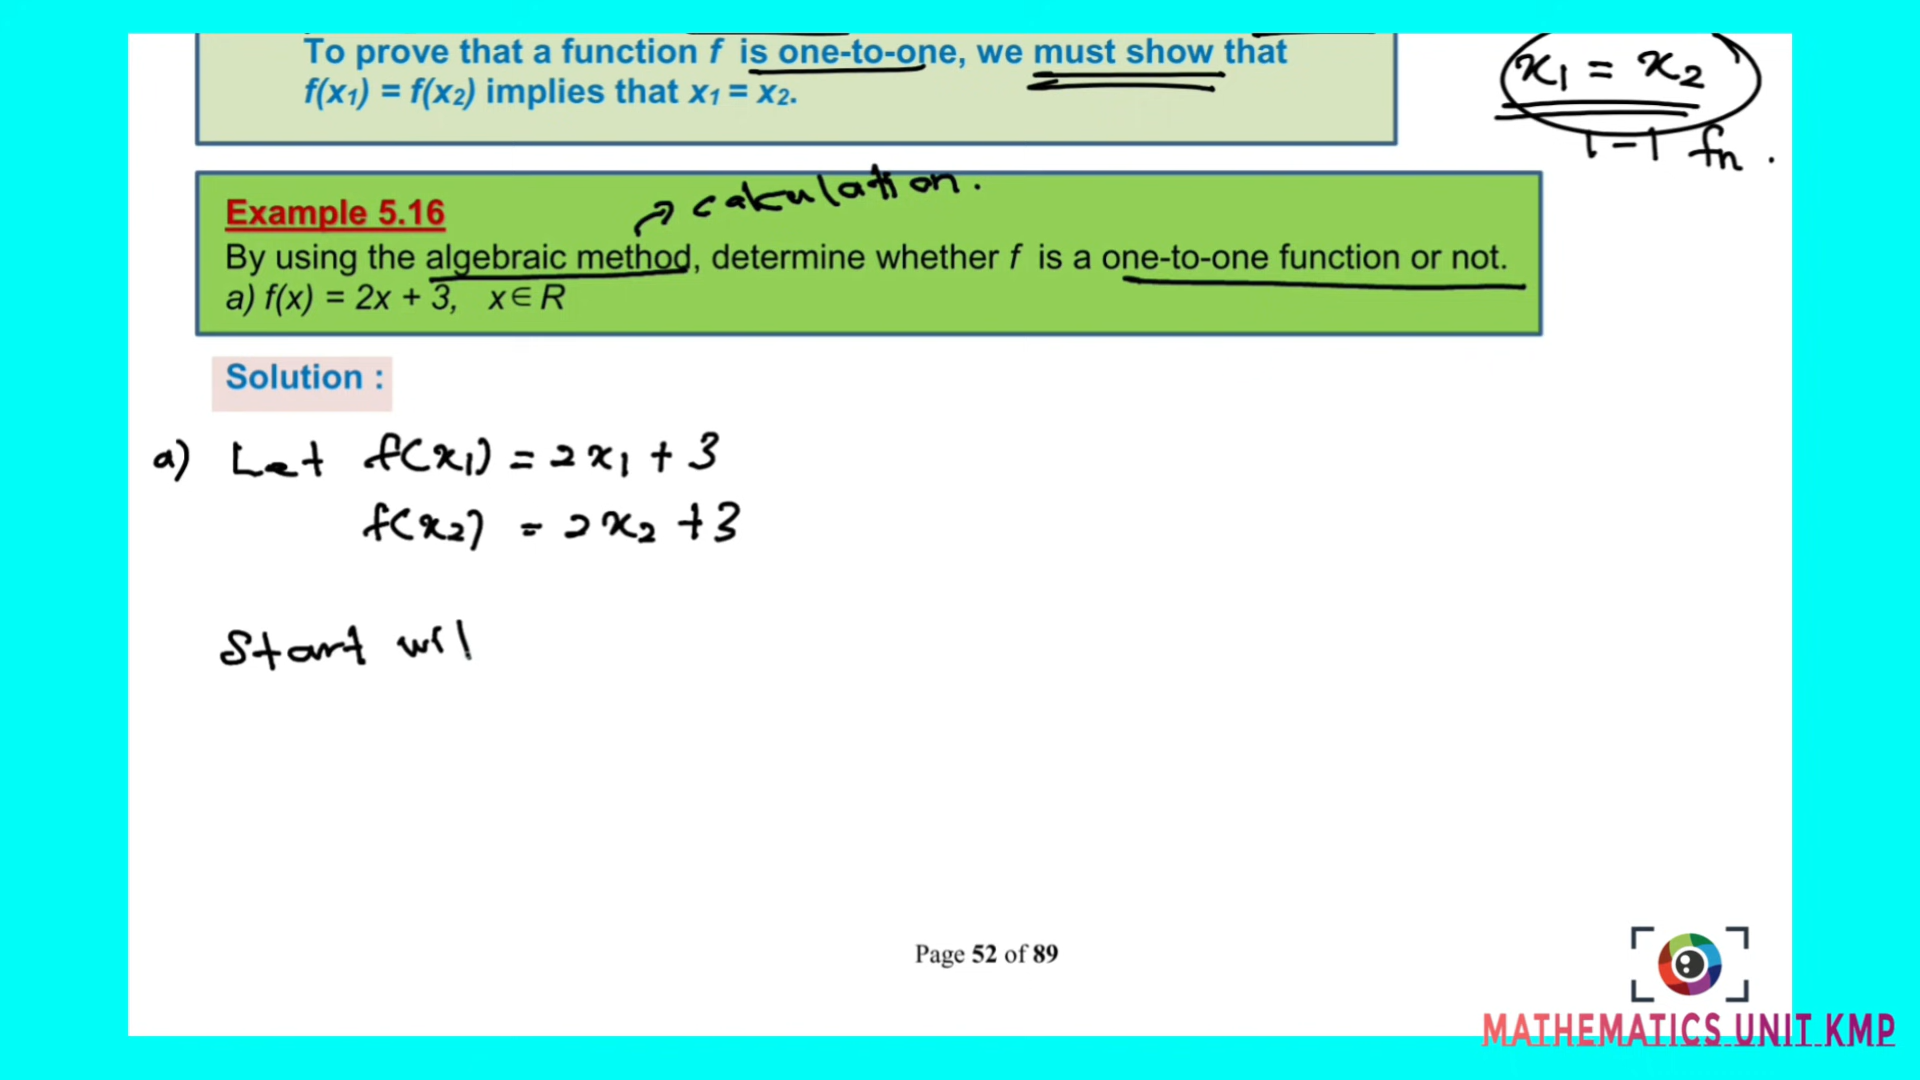 To prove that a function f is one-to-one, we must show that
f(x1) = f(x2) implies that x1 = x2.
x1 = x2
1-1 fn.
Example 5.16
calculation.
By using the algebraic method, determine whether f is a one-to-one function or not.
a) f(x) = 2x + 3, x∈R
Solution :
a) Let f(x1) = 2x1 + 3
f(x2) = 2x2 + 3
Start wi
Page 52 of 89
MATHEMATICS UNIT KMP